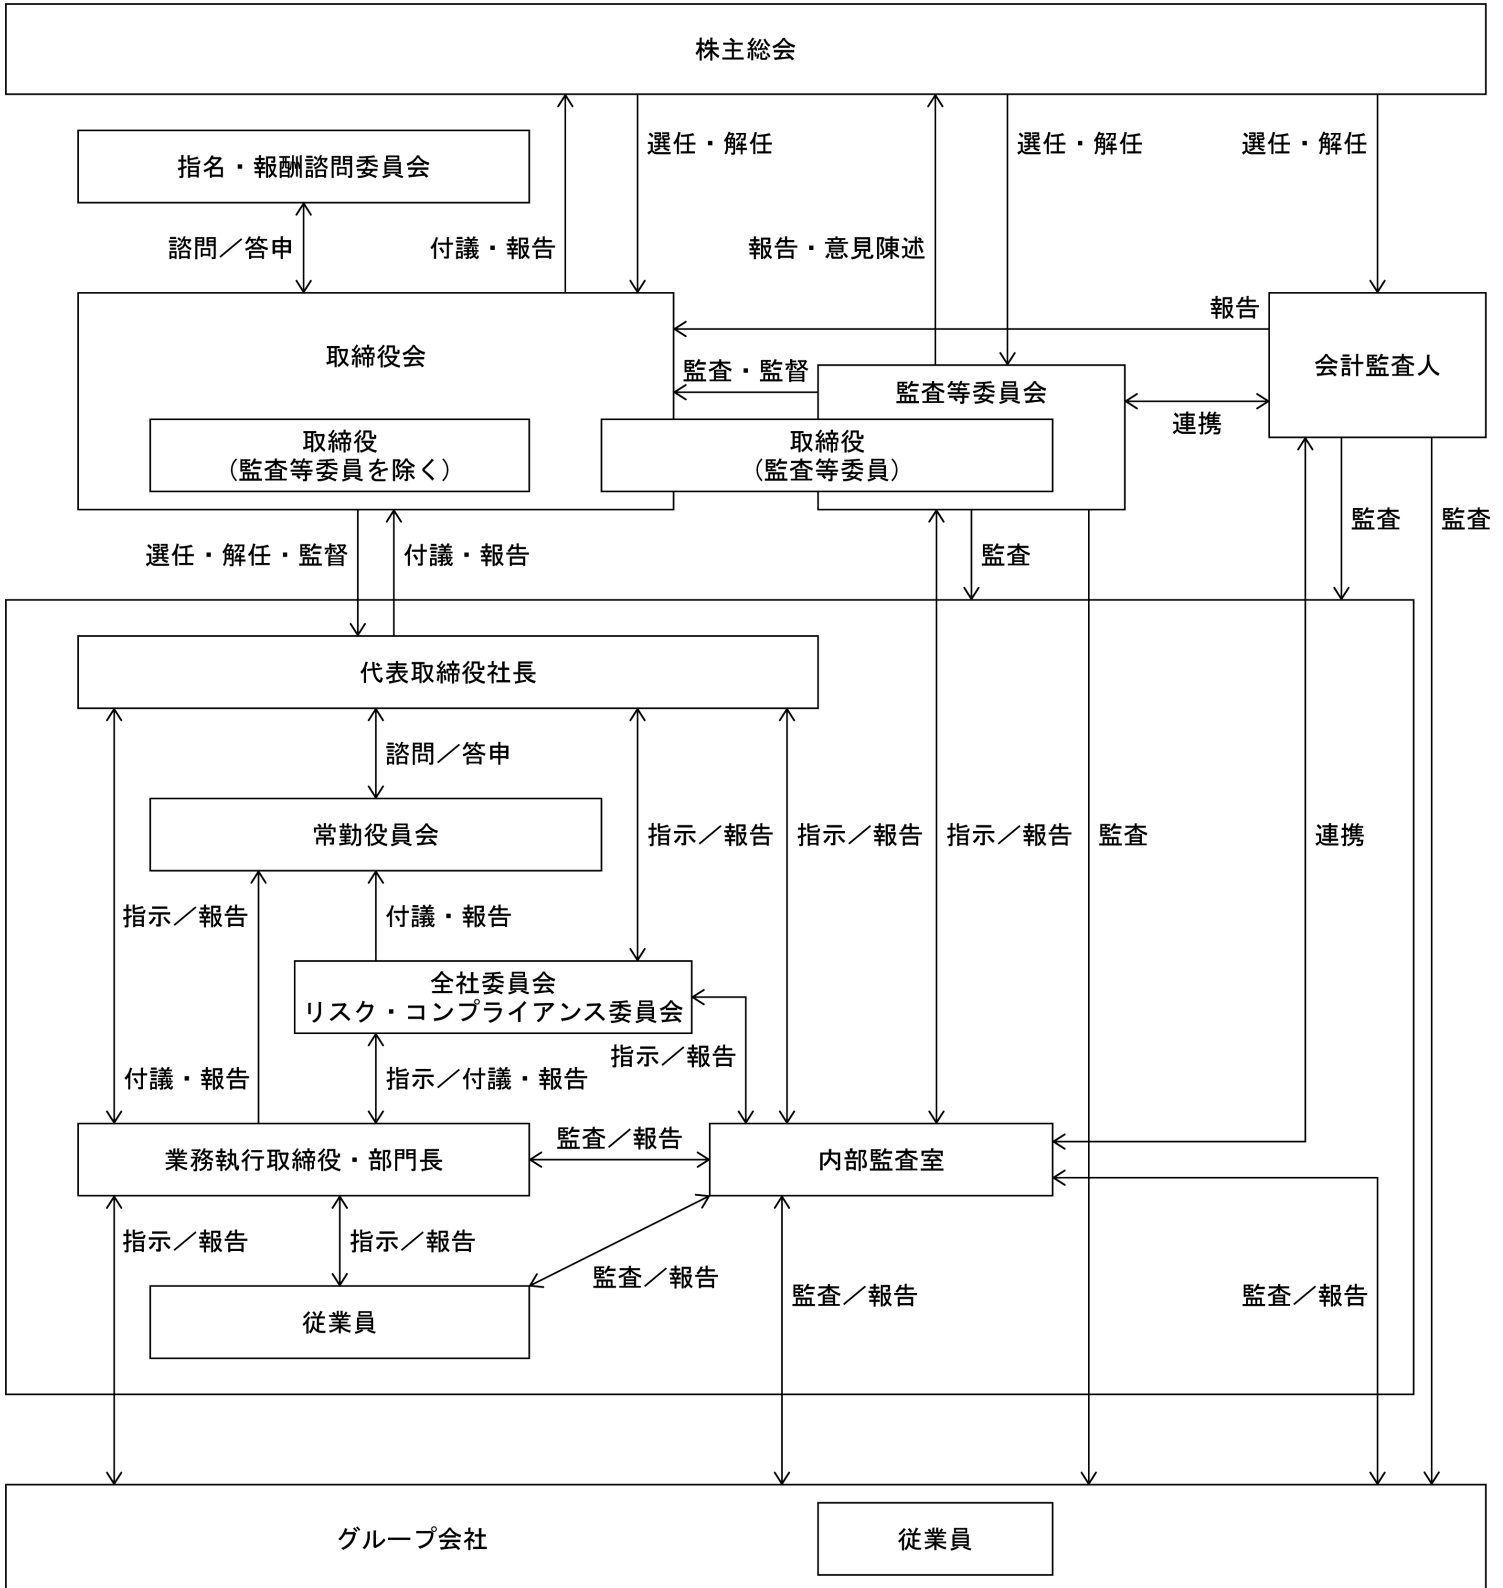 株主総会
選任・解任
選任・解任
選任・解任
指名・報酬諮問委員会
諮問／答申
付議・報告
報告・意見陳述
報告
取締役会
監査・監督
監査等委員会
会計監査人
連携
取締役
（監査等委員を除く）
取締役
（監査等委員）
選任・解任・監督
付議・報告
監査
監査
監査
代表取締役社長
諮問／答申
常勤役員会
指示／報告
指示／報告
指示／報告
監査
連携
指示／報告
付議・報告
全社委員会
リスク・コンプライアンス委員会
指示／報告
付議・報告
指示／付議・報告
業務執行取締役・部門長
監査／報告
内部監査室
指示／報告
指示／報告
監査／報告
監査／報告
監査／報告
従業員
グループ会社
従業員